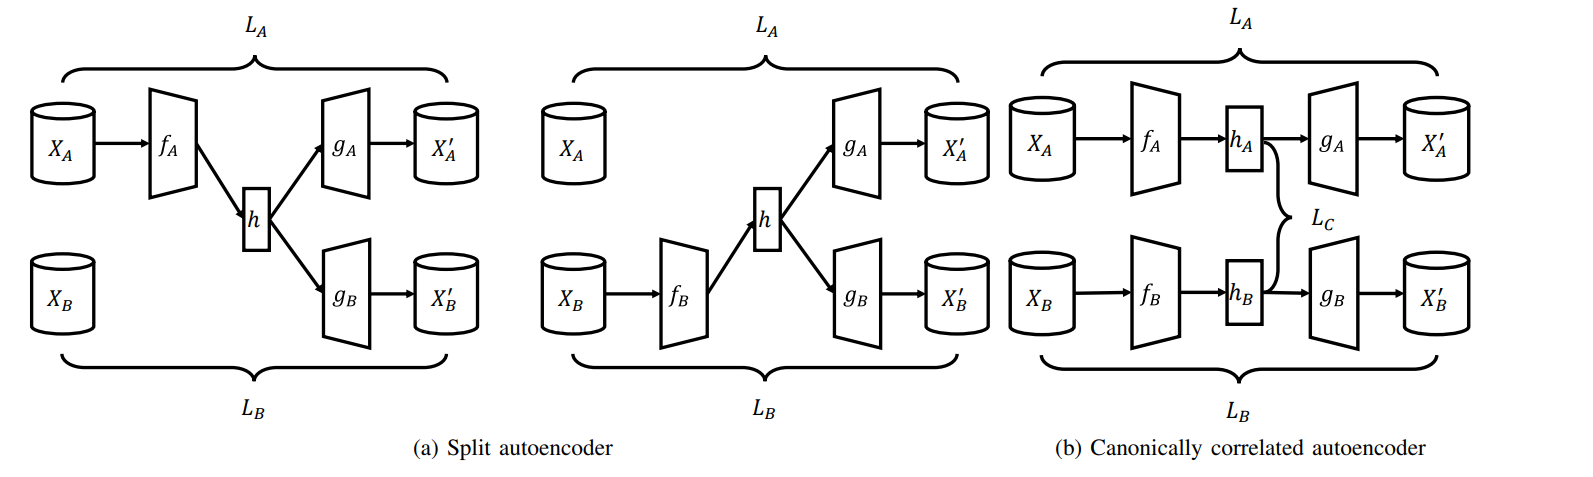 L_A
L_A
L_A
X_A f_A g_A X'_A
X_A g_A X'_A
X_A f_A h_A g_A X'_A
h
h
L_C
X_B g_B X'_B
X_B f_B g_B X'_B
X_B f_B h_B g_B X'_B
L_B
L_B
L_B
(a) Split autoencoder
(b) Canonically correlated autoencoder